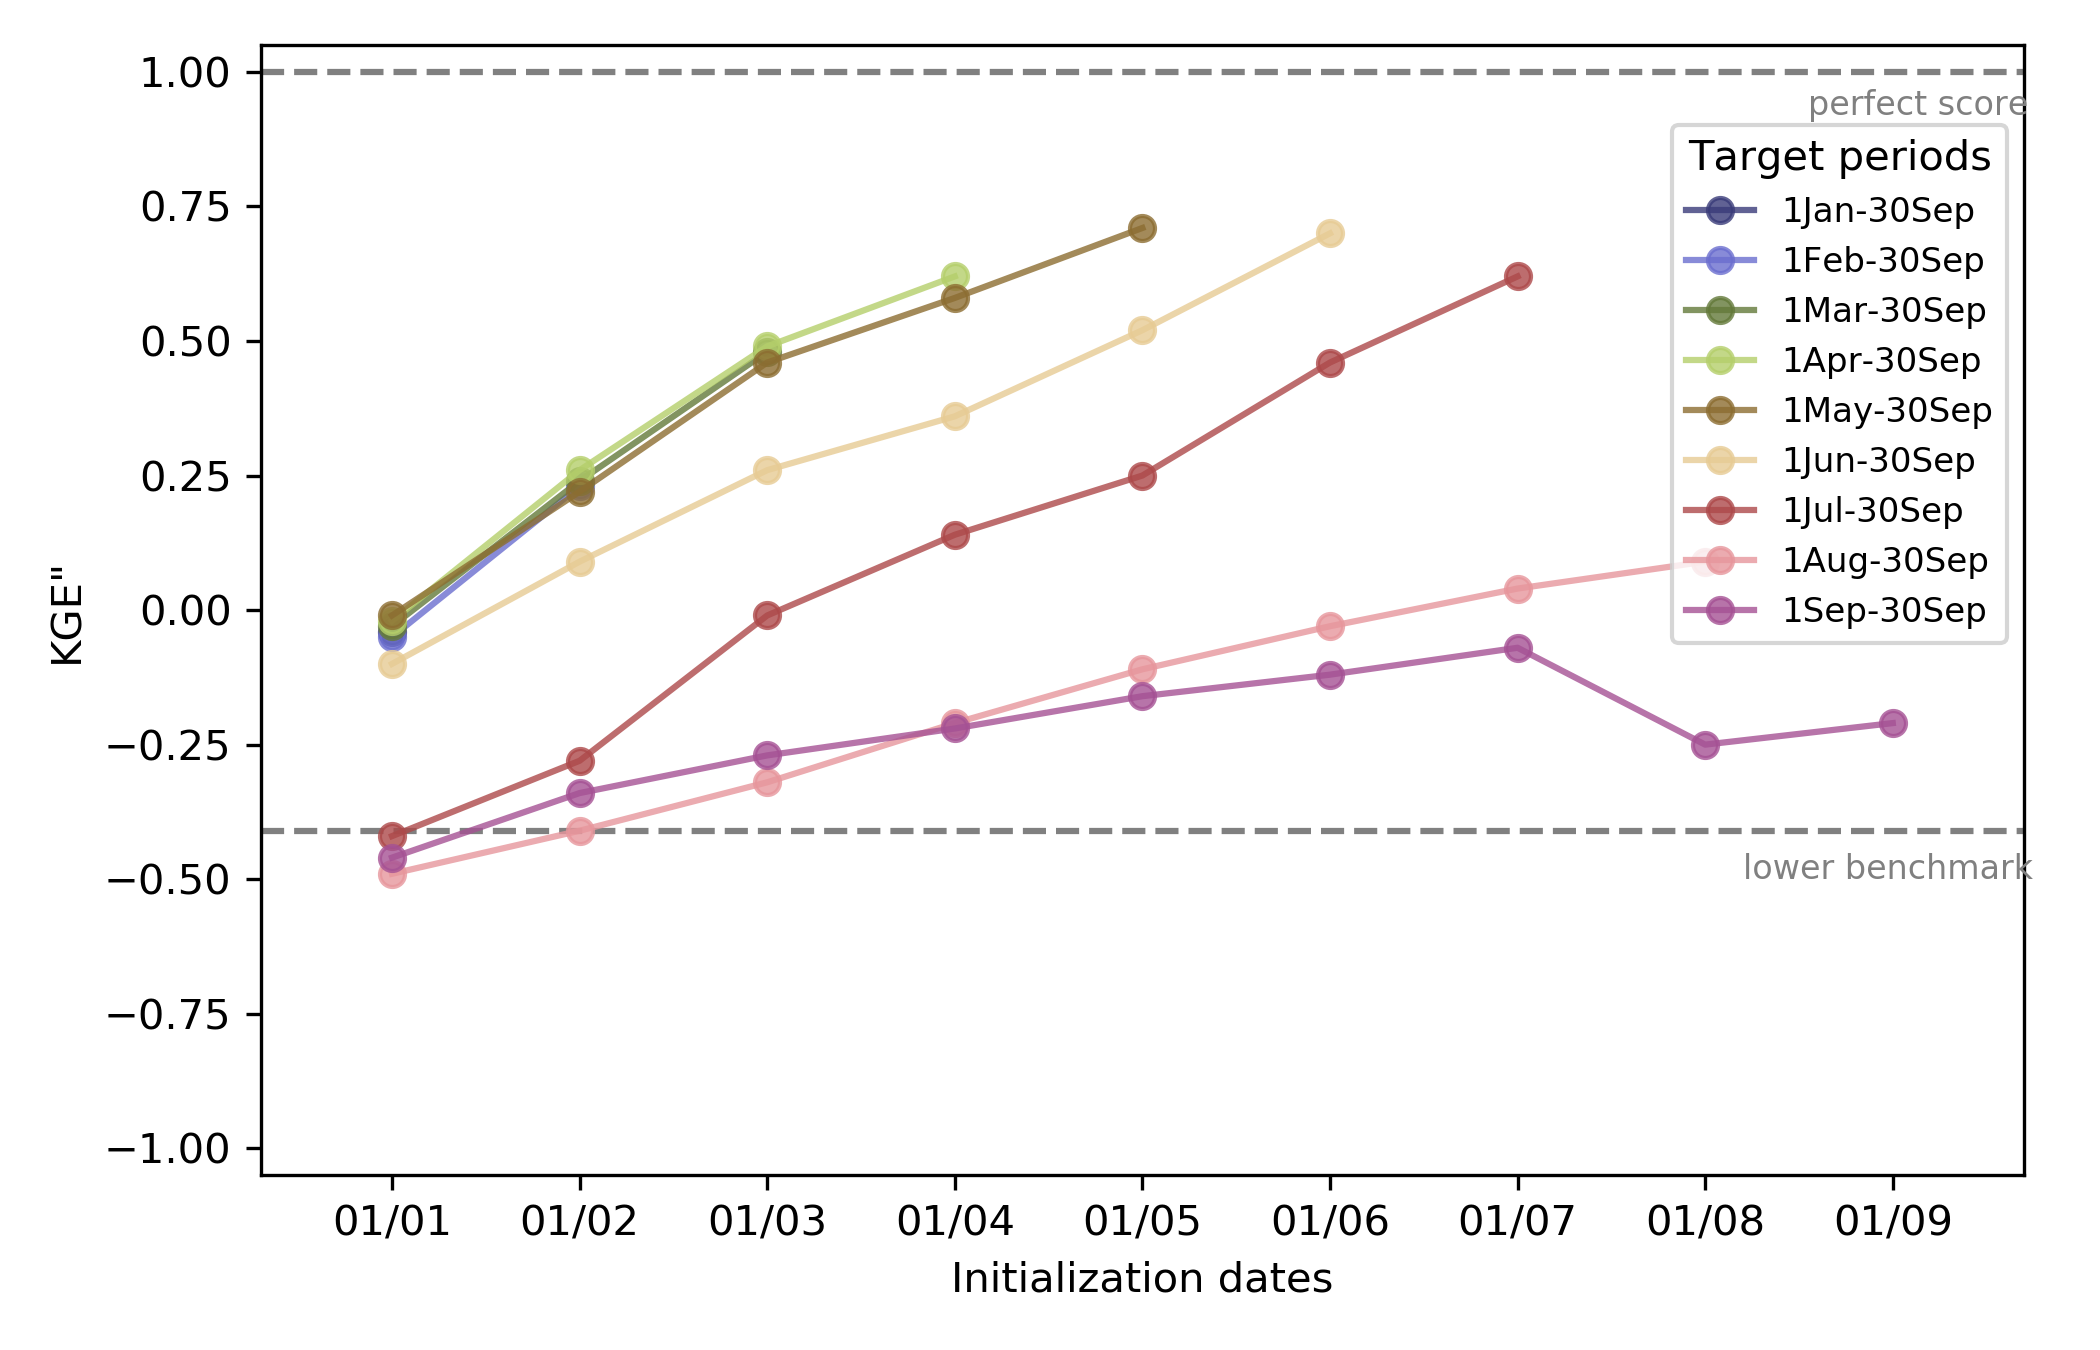 1.00
0.75
0.50
0.25
0.00
−0.25
−0.50
−0.75
−1.00
KGE"
perfect score
Target periods
1Jan-30Sep
1Feb-30Sep
1Mar-30Sep
1Apr-30Sep
1May-30Sep
1Jun-30Sep
1Jul-30Sep
1Aug-30Sep
1Sep-30Sep
lower benchmark
01/01 01/02 01/03 01/04 01/05 01/06 01/07 01/08 01/09
Initialization dates